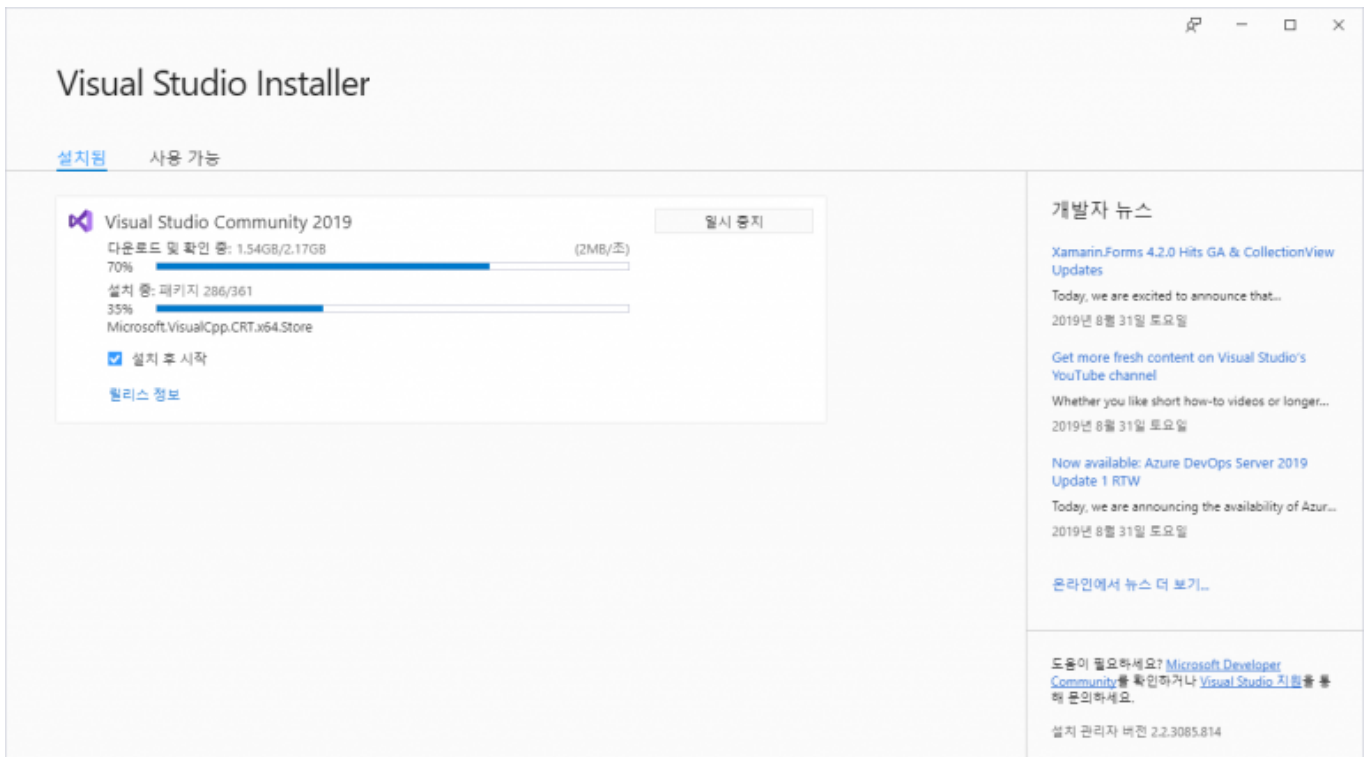 Visual Studio Installer
설치됨 사용 가능
Visual Studio Community 2019
일시 중지
다운로드 및 확인 중: 1.54GB/2.17GB (2MB/초)
70%
설치 중: 패키지 286/361
35%
Microsoft.VisualCpp.CRT.x64.Store
설치 후 시작
릴리스 정보
개발자 뉴스
Xamarin.Forms 4.2.0 Hits GA & CollectionView
Updates
Today, we are excited to announce that...
2019년 8월 31일 토요일
Get more fresh content on Visual Studio's
YouTube channel
Whether you like short how-to videos or longer...
2019년 8월 31일 토요일
Now available: Azure DevOps Server 2019
Update 1 RTW
Today, we are announcing the availability of Azur...
2019년 8월 31일 토요일
온라인에서 뉴스 더 보기...
도움이 필요하세요? Microsoft Developer
Community를 확인하거나 Visual Studio 지원을 통
해 문의하세요.
설치 관리자 버전 2.2.3085.814